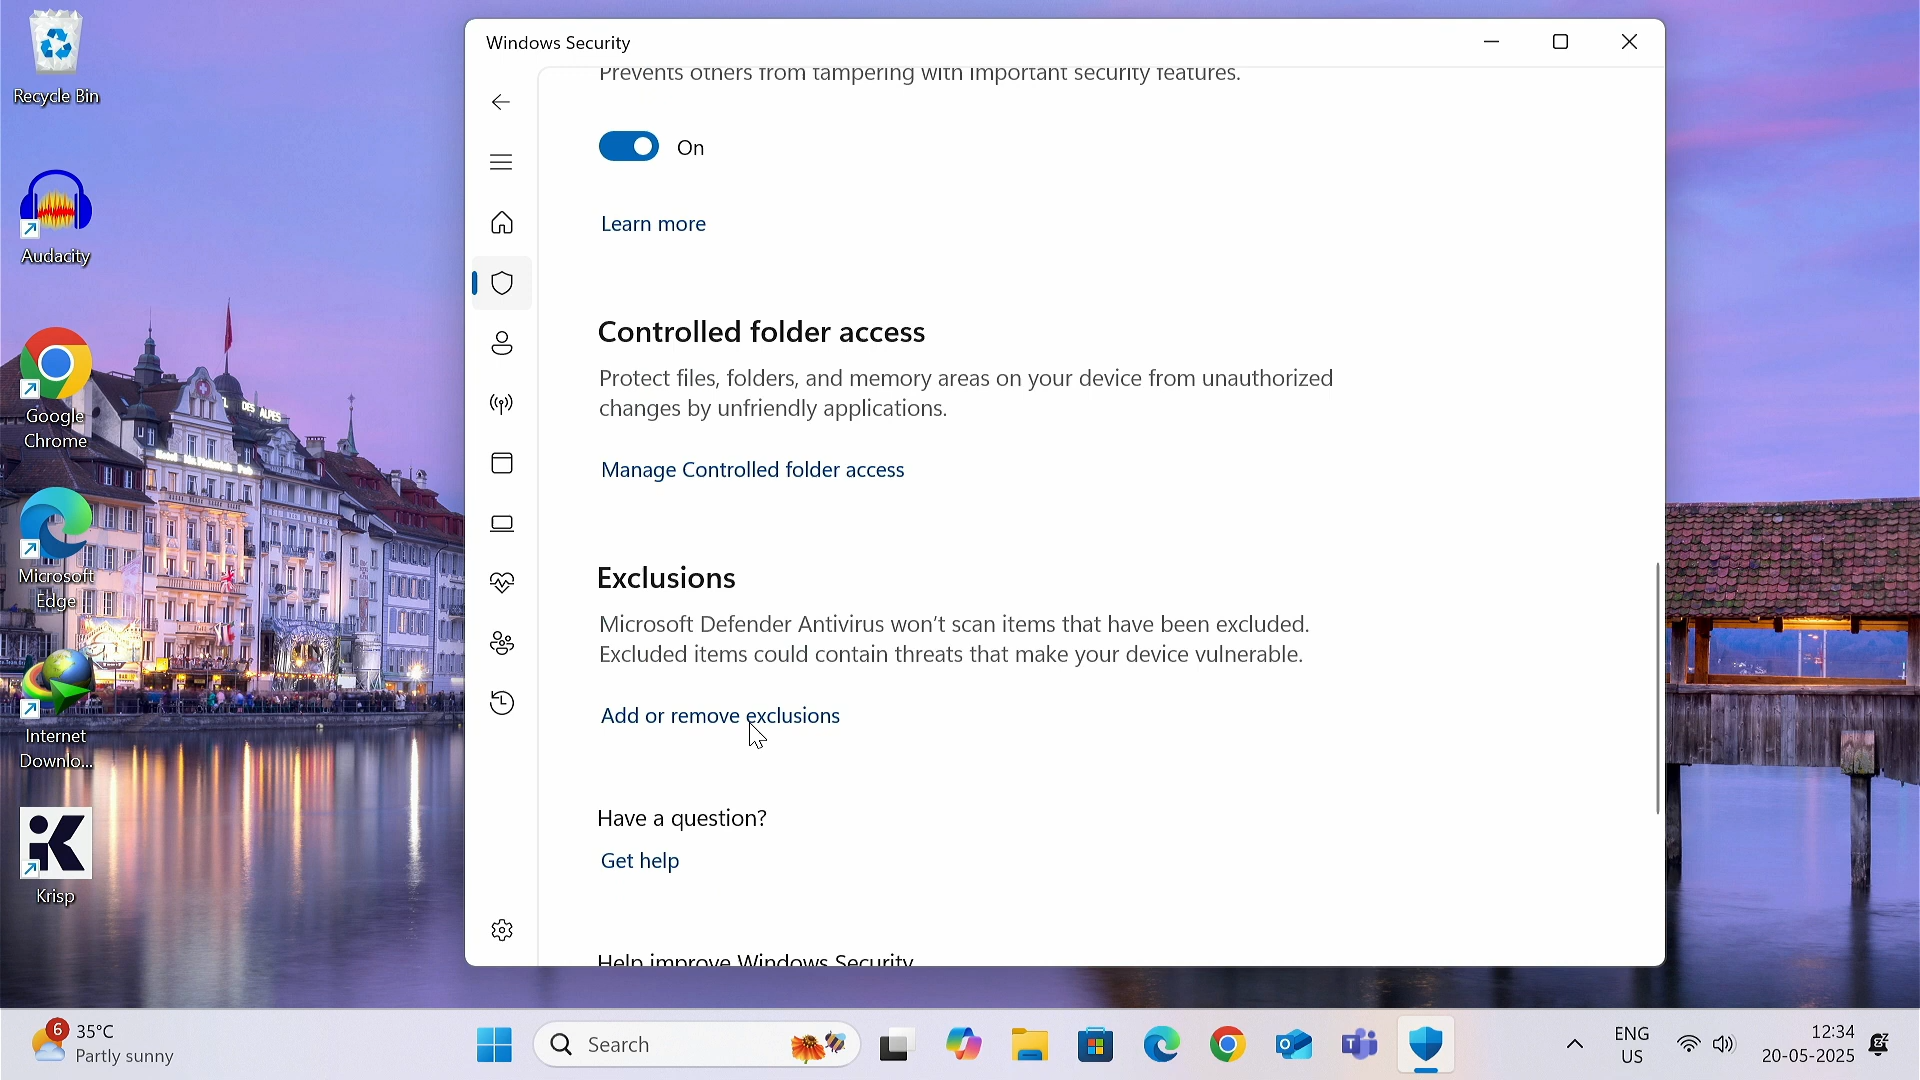 Recycle Bin
Audacity
Google
Chrome
Microsoft
Edge
Internet
Downlo...
Krisp
DES ALPES
Windows Security
Prevents others from tampering with important security features.
On
Learn more
Controlled folder access
Protect files, folders, and memory areas on your device from unauthorized
changes by unfriendly applications.
Manage Controlled folder access
Exclusions
Microsoft Defender Antivirus won't scan items that have been excluded.
Excluded items could contain threats that make your device vulnerable.
Add or remove exclusions
Have a question?
Get help
Help improve Windows Security
6
35°C
Partly sunny
Search
ENG
US
12:34
20-05-2025